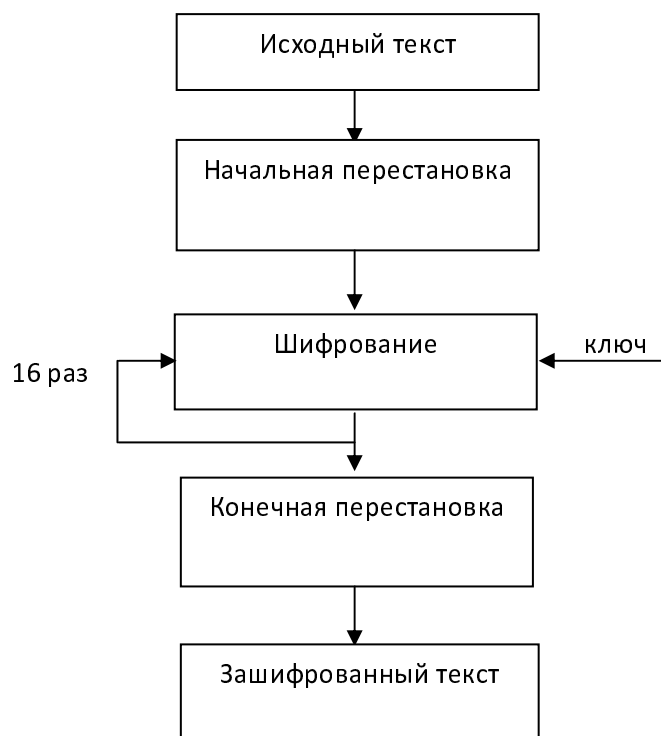 Исходный текст
Начальная перестановка
Шифрование
ключ
16 раз
Конечная перестановка
Зашифрованный текст